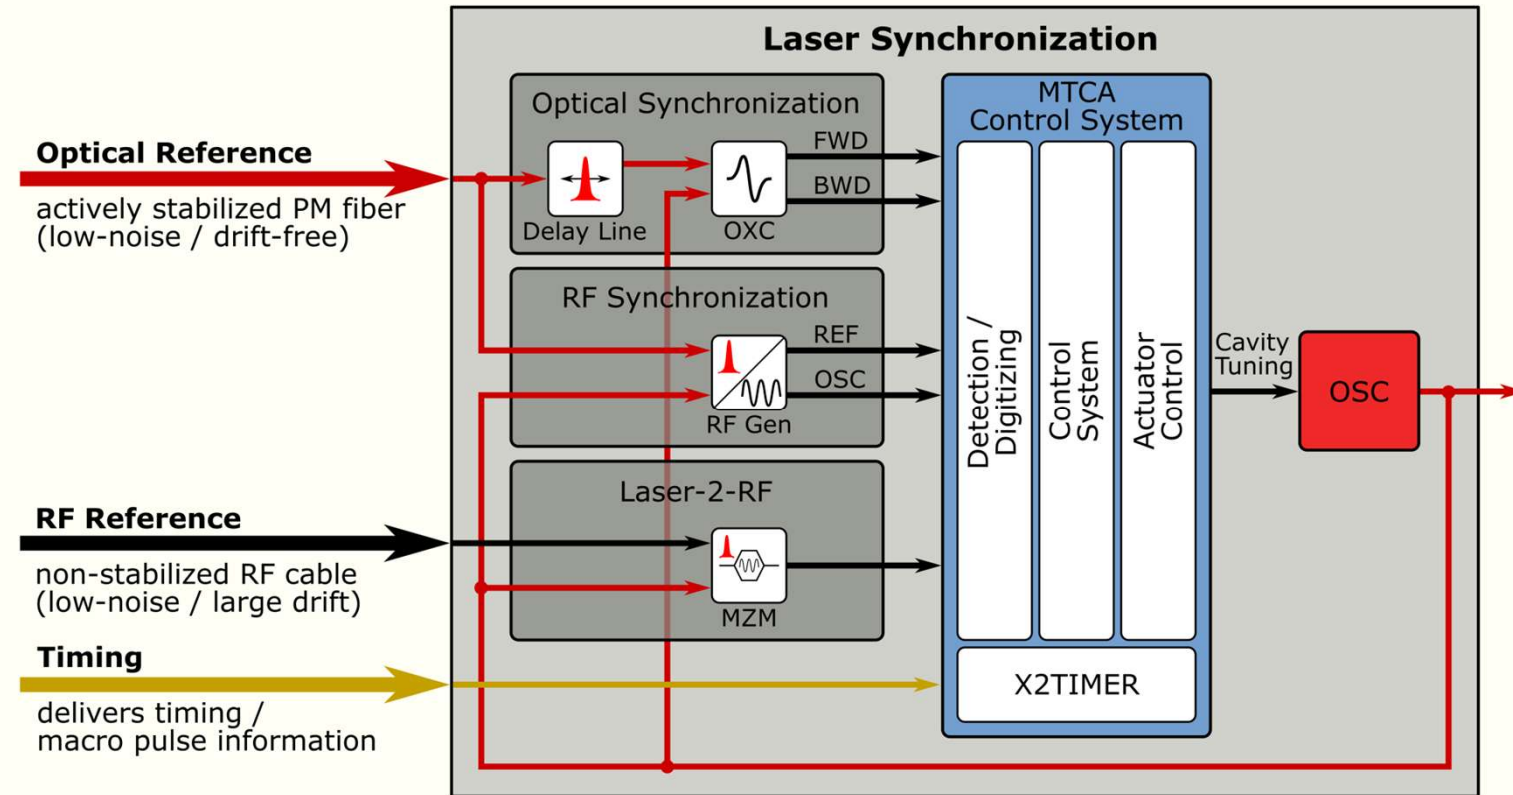 Laser Synchronization
Optical Reference
actively stabilized PM fiber
(low-noise / drift-free)
RF Reference
non-stabilized RF cable
(low-noise / large drift)
Timing
delivers timing /
macro pulse information
Optical Synchronization
Delay Line
OXC
FWD
BWD
RF Synchronization
RF Gen
REF
OSC
Laser-2-RF
MZM
MTCA
Control System
Detection /
Digitizing
Control
System
Actuator
Control
X2TIMER
Cavity
Tuning
OSC